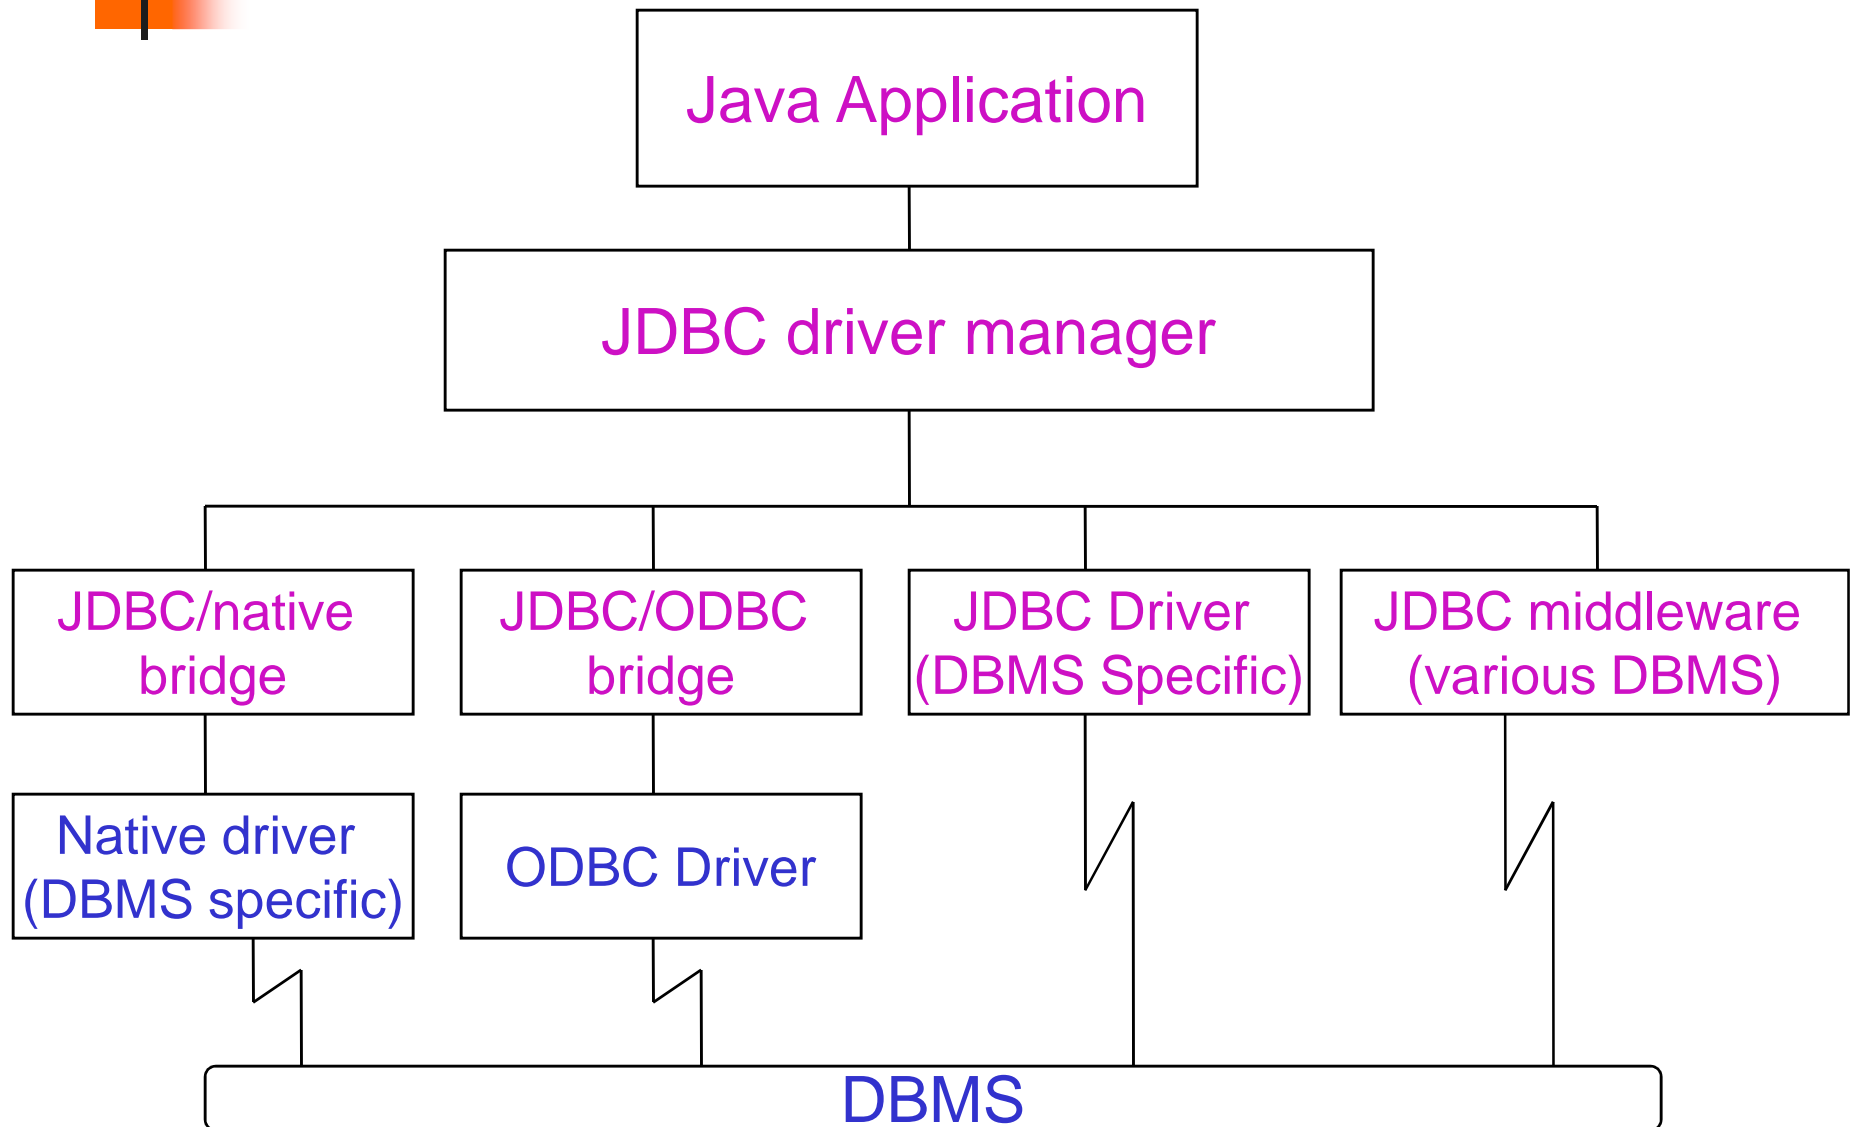 Java Application
JDBC driver manager
JDBC/native
bridge
JDBC/ODBC
bridge
JDBC Driver
(DBMS Specific)
JDBC middleware
(various DBMS)
Native driver
(DBMS specific)
ODBC Driver
DBMS